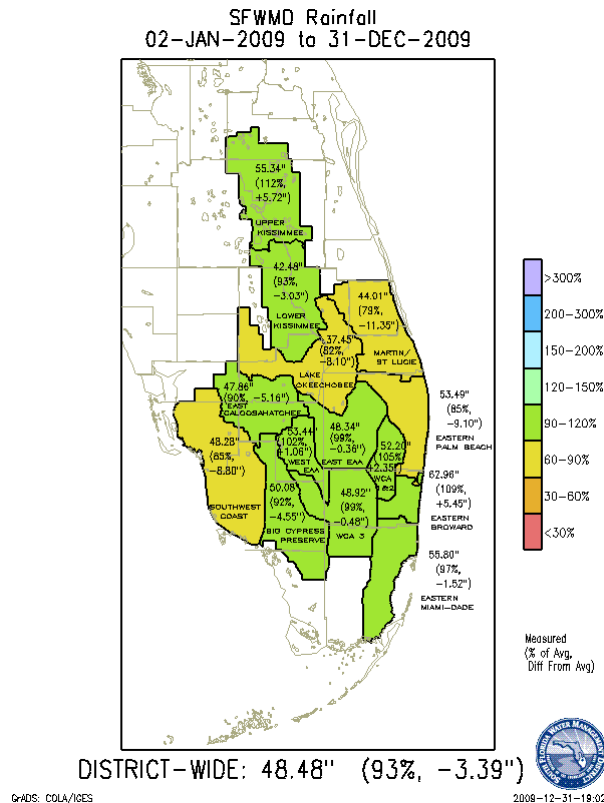 SFWMD Rainfall
02-JAN-2009 to 31-DEC-2009
55.34"
(112%,
+5.72")
UPPER
KISSIMMEE
42.48"
(93%,
-3.03")
LOWER
KISSIMMEE
44.01"
(79%,
-11.35")
MARTIN/
ST LUCIE
37.45"
(82%,
-8.10")
LAKE
OKEECHOBEE
47.86"
(90%, -5.16")
EAST
CALOOSAHATCHEE
53.49"
(85%,
-9.10")
EASTERN
PALM BEACH
48.28"
(85%,
-8.80")
SOUTHWEST
COAST
53.44"
(102%,
+1.06")
WEST
EAA
48.34"
(99%,
-0.36")
EAST EAA
52.20"
(105%
+2.35"
WCA
1&2
50.08"
(92%,
-4.55")
BIG CYPRESS
PRESERVE
48.92"
(99%,
-0.48")
WCA 3
62.96"
(109%,
+5.45")
EASTERN
BROWARD
55.80"
(97%,
-1.52")
EASTERN
MIAMI-DADE
>300%
200-300%
150-200%
120-150%
90-120%
60-90%
30-60%
<30%
Measured
(% of Avg,
Diff From Avg)
DISTRICT-WIDE: 48.48" (93%, -3.39")
SOUTH FLORIDA WATER MANAGEMENT DISTRICT
GrADS: COLA/IGES
2009-12-31-19:02